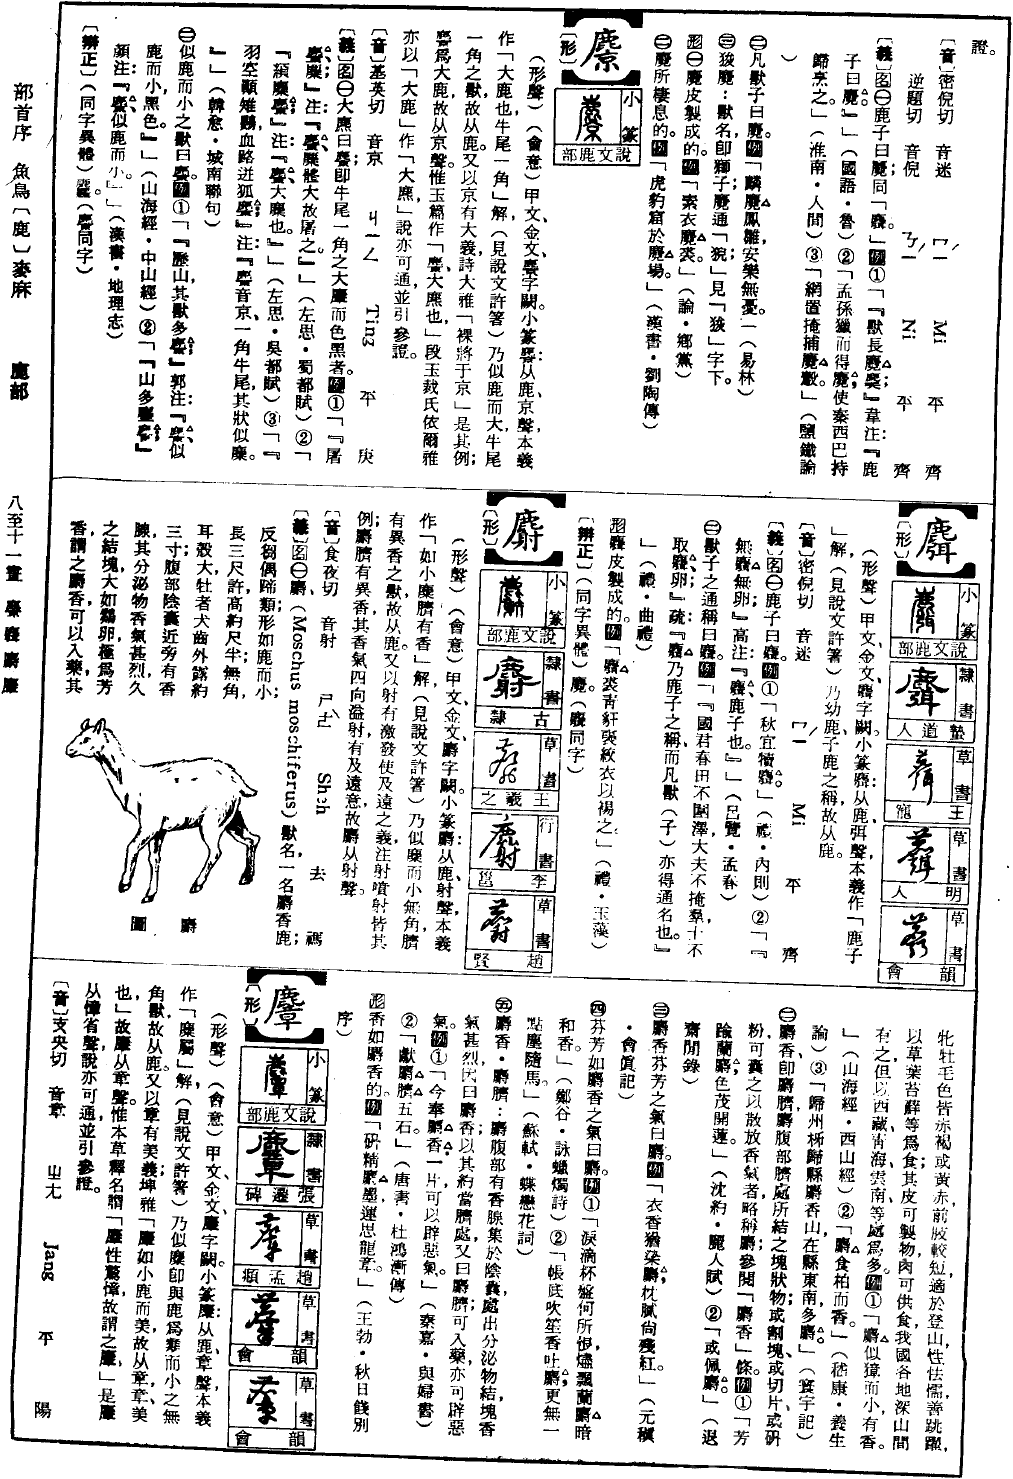 證。
〔音〕密倪切　音迷　ㄇㄧˊ　Mi　平　齊
逆題切　音倪　ㄋㄧˊ　Ni　平　齊
〔義〕名㊀鹿子曰麑；同「麛」。例①「『獸長麑䴠』；韋注：『鹿
子曰麑。』」（國語・魯）②「孟孫獵而得麑；使秦西巴持
歸烹之。」（淮南・人間）③「網罝掩捕麑鷇。」（鹽鐵論
）
㊁凡獸子曰麑。例「麟麑鳳雛，安樂無憂。」（易林）
㊂狻麑：獸名，即獅子；麑通「猊」，見「狻」字下。
形㊀麑皮製成的。例「素衣麑裘。」（論・鄉黨）
㊁麑所棲息的。例「虎豹窟於麑場。」（漢書・劉陶傳）
麖
〔形〕
小篆
說文鹿部
（形聲）（會意）甲文、金文、麖字闕。小篆麖：从鹿，京聲，本義
作「大鹿也，牛尾一角」解，（見說文許箸）乃似鹿而大，牛尾
一角之獸，故从鹿。又以京有大義，詩大雅「祼將于京」是其例；
麖爲大鹿，故从京聲。惟玉篇作「麖大麃也」，段玉裁氏依爾雅
亦以「大鹿」作「大麃」，說亦可通，並引參證。
〔音〕基英切　音京　ㄐㄧㄥ　Ting　平　庚
〔義〕名㊀大麃曰麖；即牛尾一角之大麃而色黑者。例①「『屠
麖麋』；注：『麖麋體大，故屠之。』」（左思・蜀都賦）②「
『頳麋麖』；注：『麖，大麋也。』」（左思・吳都賦）③「『
羽空顚雉鷃，血路迸狐麖』；注：『麖音京，一角牛尾，其狀似麋。
』」（韓愈・城南聯句）
㊁似鹿而小之獸曰麖。例①「『歷山，其獸多麖』；郭注：『麖似
鹿而小，黑色。』」（山海經・中山經）②「『山多麈麖』；
顏注：『麖似鹿而小。』」（漢書・地理志）
〔辨正〕（同字異體）麠。（麖同字）
部首序　魚鳥〔鹿〕麥麻　鹿部　八至十一畫　麖麛麝麞
麛
〔形〕
小篆
說文鹿部
隸書
蟄道人
草書
王寵
草書
明人
草書
韻會
（形聲）甲文、金文、麛字闕。小篆麛：从鹿，弭聲，本義作「鹿子
」解，（見說文許箸）乃幼鹿子鹿之稱，故从鹿。
〔音〕密倪切　音迷　ㄇㄧˊ　Mi　平　齊
〔義〕名㊀鹿子曰麛。例①「秋宜犢麛。」（禮・內則）②「『
無麛無卵』；高注：『麛，鹿子也。』」（呂覽・孟春）
㊁獸子之通稱曰麛。例「『國君春田不圍澤，大夫不掩羣，士不
取麛卵』；疏：『麛乃鹿子之稱，而凡獸（子）亦得通名也。』
」（禮・曲禮）
形麛皮製成的。例「麛裘青豻褎，絞衣以裼之。」（禮・玉藻）
〔辨正〕（同字異體）麑。（麛同字）
麝
〔形〕
小篆
說文鹿部
隸書
古隸
草書
王羲之
行書
李邕
草書
趙賢
（形聲）（會意）甲文、金文、麝字闕。小篆麝：从鹿，射聲，本義
作「如小麋，臍有香」解，（見說文許箸）乃似麋而小，無角，臍
有異香之獸，故从鹿。又以射有激發使及遠之義，注射噴射皆其
例；麝臍有異香，其香氣四向溢射，有及遠意，故麝从射聲。
〔音〕食夜切　音射　ㄕㄜˋ　Sheh　去　禡
〔義〕名㊀麝（Moschus moschiferus）獸名，一名麝香鹿；
反芻偶蹄類，形如鹿而小；
長三尺許，高約尺半；無角，
耳殼大；牡者犬齒外露約
三寸；腹部陰囊近旁有香
腺，其分泌物香氣甚烈，久
之結塊大如鷄卵，極爲芳
香，謂之麝香，可以入藥。其
麝圖
牝牡毛色皆赤褐或黃赤，前肢較短，適於登山，性怯懦，善跳躍，
以草葉苔蘚等爲食；其皮可製物，肉可供食。我國各地深山間
有之，但以西藏、青海、雲南等處爲多。例①「麝似獐而小，有香。
」（山海經・西山經）②「麝食柏而香。」（嵇康・養生
論）③「歸州秭歸縣麝香山，在縣東南，多麝。」（寰宇記）
㊁麝香：即麝臍；麝腹部臍處所結之塊狀物，或割塊，或切片，或研
粉，可囊之以散放香氣者，略稱麝；參閱「麝香」條。例①「芳
踰蘭麝，色茂開蓮。」（沈約・麗人賦）②「或佩麝。」（退
齋閒錄）
㊂麝香芬芳之氣曰麝。例「衣香猶染麝，枕膩尙殘紅。」（元稹
・會眞記）
㊃芬芳如麝香之氣曰麝。例①「淚滴杯盤何所恨，燼飄蘭麝暗
和香。」（鄭谷・詠蠟燭詩）②「帳底吹笙香吐麝；更無一
點塵隨馬。」（蘇軾・蝶戀花詞）
㊄麝香・麝臍：麝腹部有香腺集於陰囊處，出分泌物結塊，香
氣甚烈，因曰麝香；以其約當臍處，又曰麝臍；可入藥，亦可辟惡
氣。例①「今奉麝香一片，可以辟惡氣。」（秦嘉・與婦書）
②「獻麝臍五石。」（唐書・杜鴻漸傳）
形香如麝香的。例「研精麝墨，運思龍章。」（王勃・秋日餞別
序）
麞
〔形〕
小篆
說文鹿部
隸書
張遷碑
草書
趙孟頫
草書
韻會
草書
韻會
（形聲）（會意）甲文、金文、麞字闕。小篆麞：从鹿，章聲，本義
作「麋屬」解，（見說文許箸）乃似麋，即與鹿爲類而小之無
角獸，故从鹿。又以章有美義，埤雅「麞如小鹿而美，故从章；章，美
也」，故麞从章聲。惟本草釋名謂「麞性驚慞，故謂之麞」，是麞
从慞省聲，說亦可通，並引參證。
〔音〕支央切　音章　ㄓㄤ　Jang　平　陽